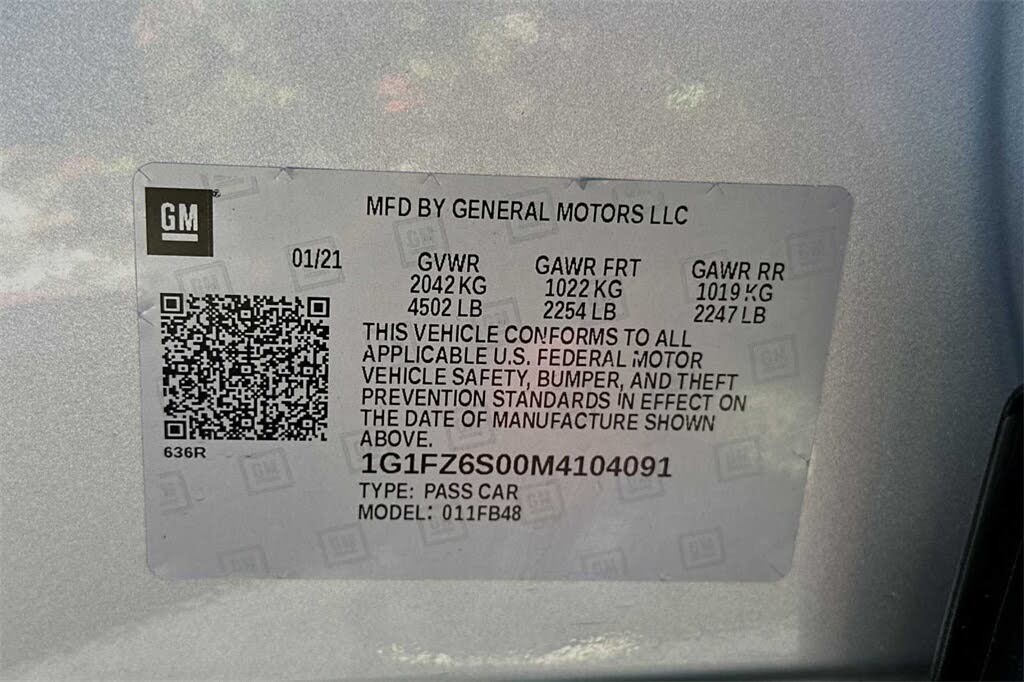 GM
MFD BY GENERAL MOTORS LLC
01/21
GVWR
2042 KG
4502 LB
GAWR FRT
1022 KG
2254 LB
GAWR RR
1019 KG
2247 LB
THIS VEHICLE CONFORMS TO ALL
APPLICABLE U.S. FEDERAL MOTOR
VEHICLE SAFETY, BUMPER, AND THEFT
PREVENTION STANDARDS IN EFFECT ON
THE DATE OF MANUFACTURE SHOWN
ABOVE.
636R
1G1FZ6S00M4104091
TYPE: PASS CAR
MODEL: 011FB48